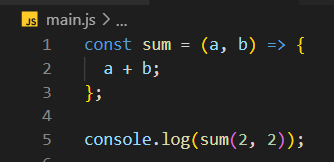 JS main.js > ...
1 const sum = (a, b) => {
2 a + b;
3 };
4
5 console.log(sum(2, 2));